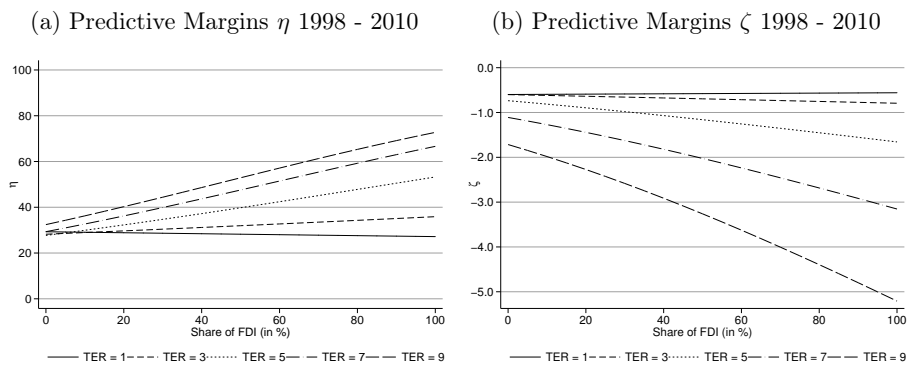 (a) Predictive Margins η 1998 - 2010
(b) Predictive Margins ζ 1998 - 2010
100
80
60
40
20
0
η
0 20 40 60 80 100
Share of FDI (in %)
TER = 1 TER = 3 TER = 5 TER = 7 TER = 9
0.0
−1.0
−2.0
−3.0
−4.0
−5.0
ζ
0 20 40 60 80 100
Share of FDI (in %)
TER = 1 TER = 3 TER = 5 TER = 7 TER = 9